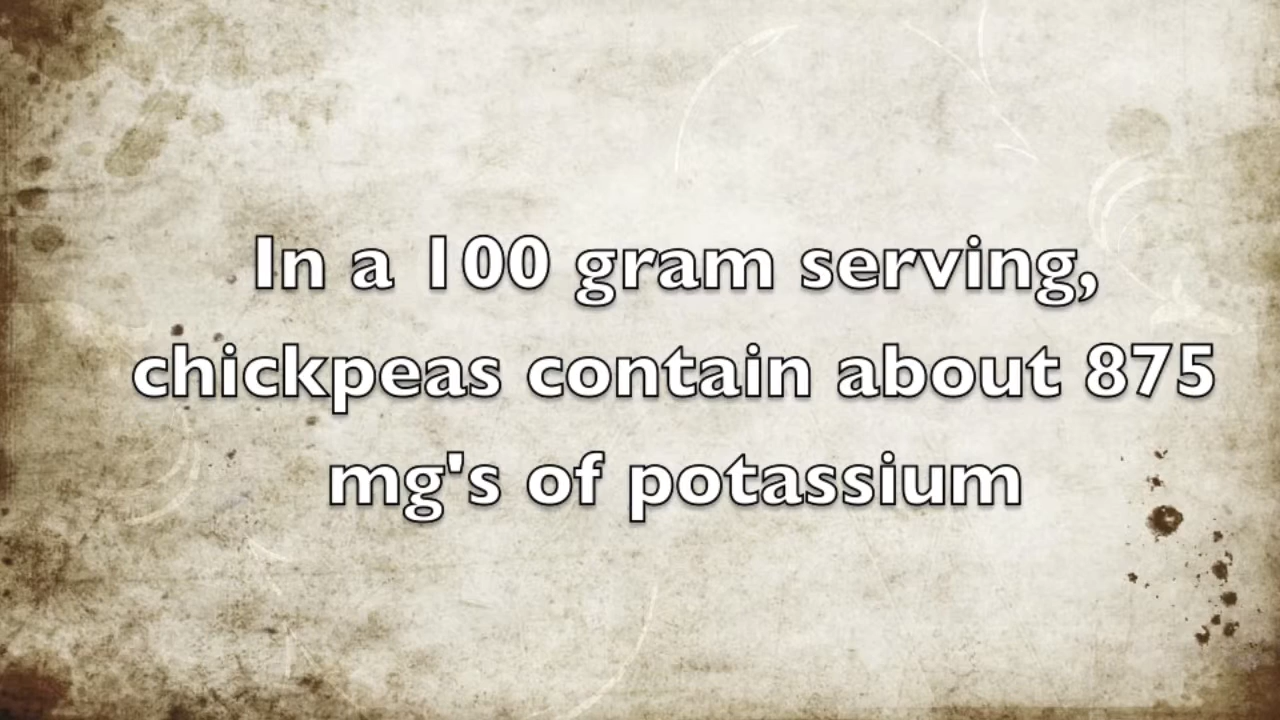 In a 100 gram serving,
chickpeas contain about 875
mg's of potassium